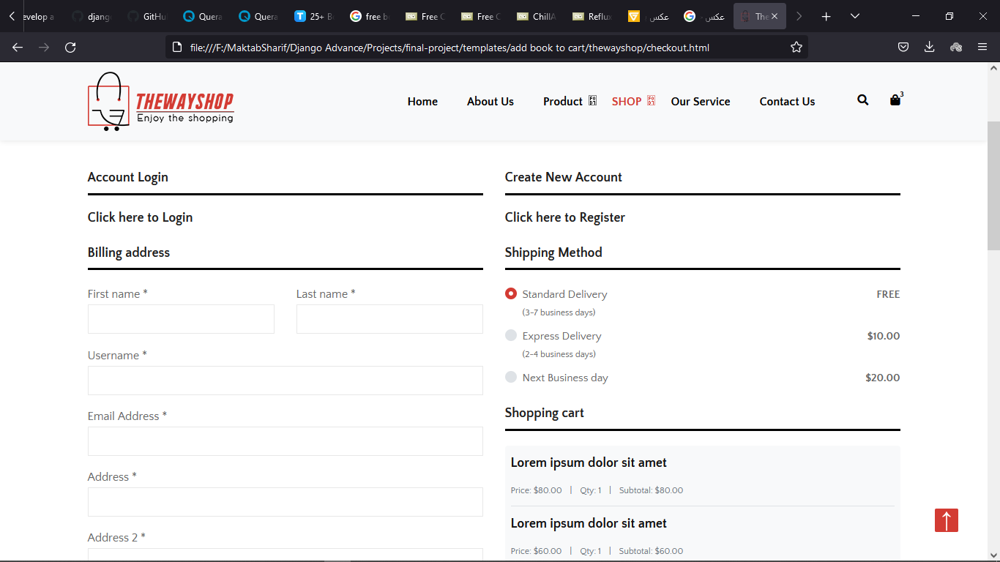 evelop a
djang
GitHu
Quera
Quera
25+ B
free b
Free C
Free C
ChillA
Reflux
عکس
عکس -
The
file:///F:/MaktabSharif/Django Advance/Projects/final-project/templates/add book to cart/thewayshop/checkout.html
THEWAYSHOP
Enjoy the shopping
Home About Us Product SHOP Our Service Contact Us 3
Account Login
Click here to Login
Billing address
First name * Last name *
Username *
Email Address *
Address *
Address 2 *
Create New Account
Click here to Register
Shipping Method
Standard Delivery FREE
(3-7 business days)
Express Delivery $10.00
(2-4 business days)
Next Business day $20.00
Shopping cart
Lorem ipsum dolor sit amet
Price: $80.00 | Qty: 1 | Subtotal: $80.00
Lorem ipsum dolor sit amet
Price: $60.00 | Qty: 1 | Subtotal: $60.00